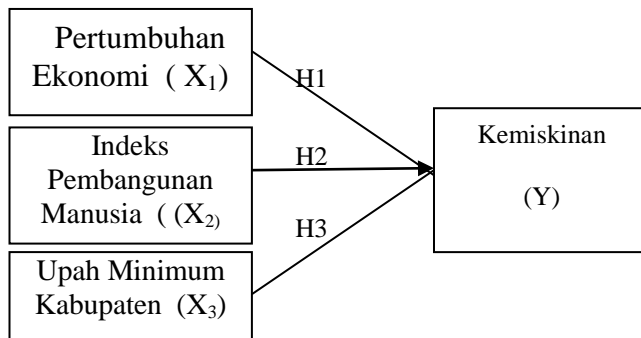 Pertumbuhan
Ekonomi ( X₁)
H1
Indeks
Pembangunan
Manusia ( (X₂)
H2
Kemiskinan
(Y)
H3
Upah Minimum
Kabupaten (X₃)